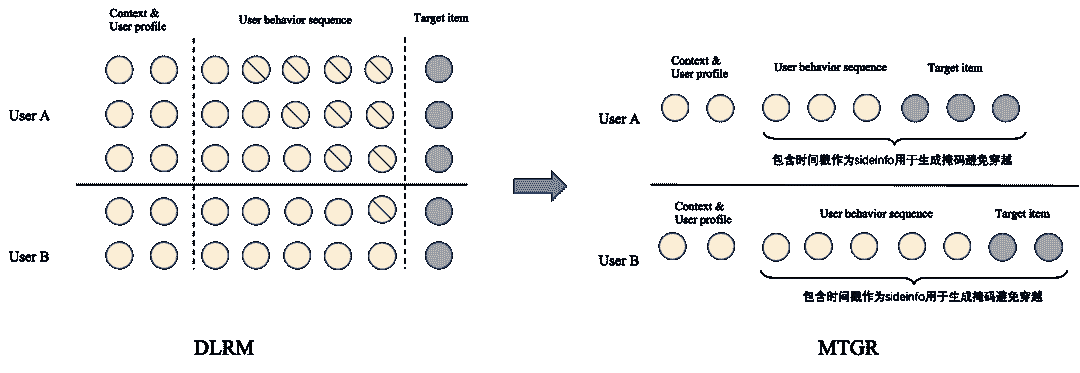 Context &
User profile
User behavior sequence
Target item
User A
User B
DLRM
Context &
User profile
User behavior sequence
Target item
User A
包含时间戳作为sideinfo用于生成掩码避免穿越
Context &
User profile
User behavior sequence
Target item
User B
包含时间戳作为sideinfo用于生成掩码避免穿越
MTGR